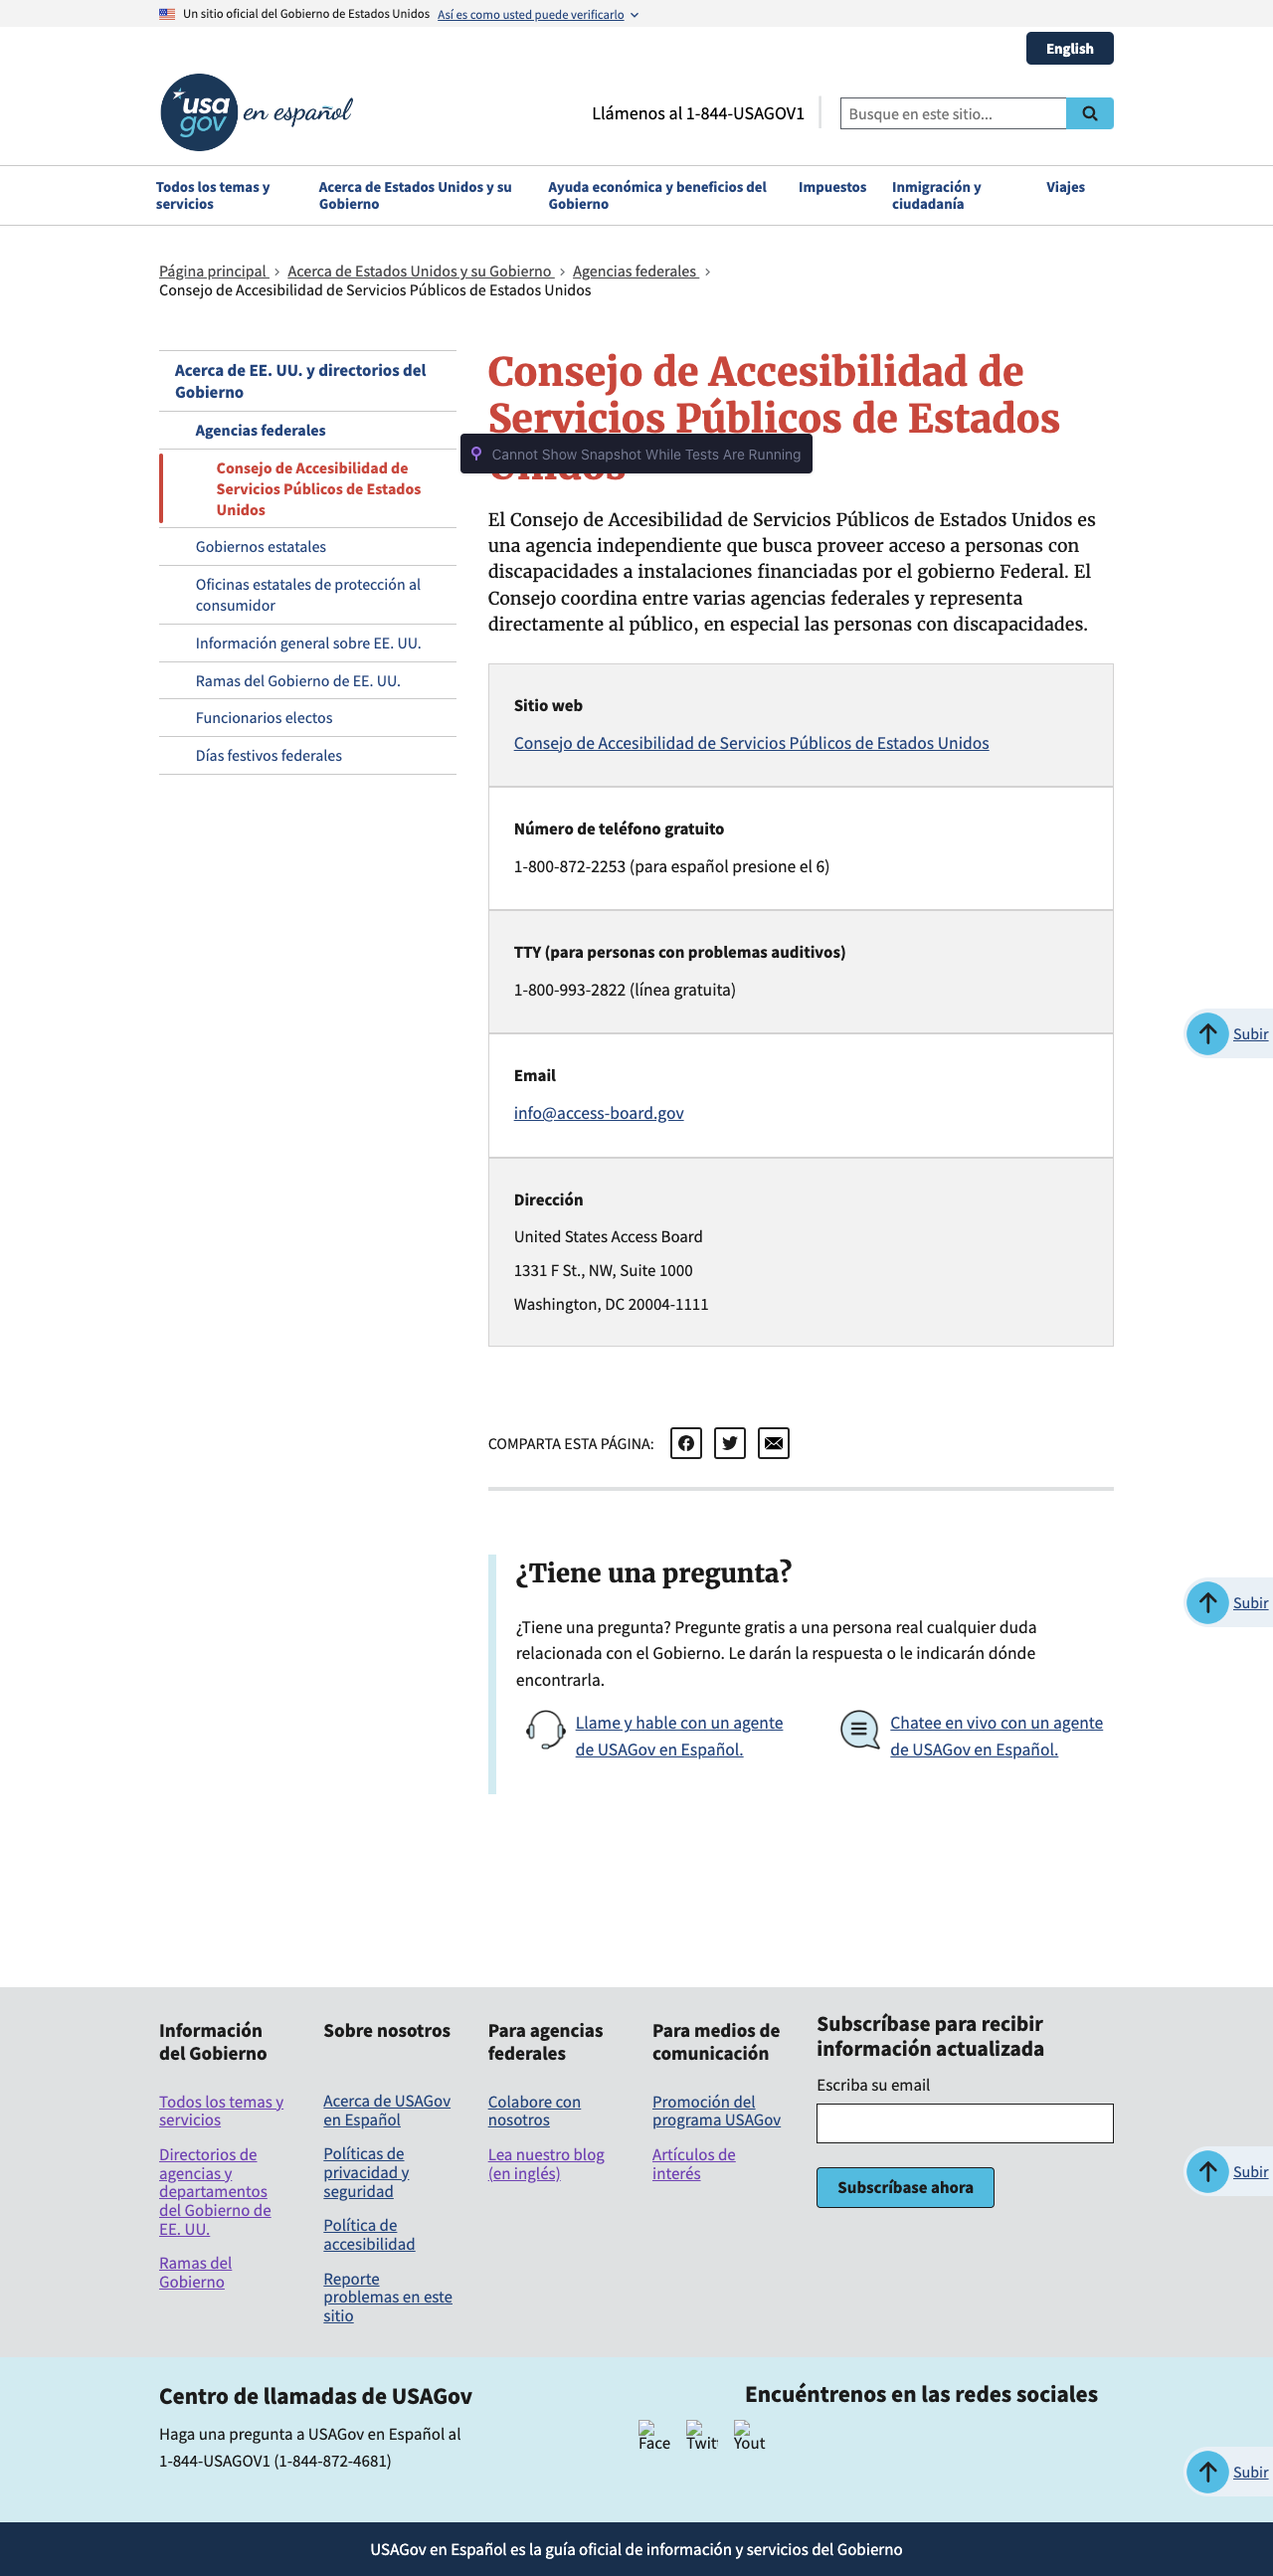 Un sitio oficial del Gobierno de Estados Unidos Así es como usted puede verificarlo
English
usa
gov
en español
Llámenos al 1-844-USAGOV1
Busque en este sitio...
Todos los temas y
servicios
Acerca de Estados Unidos y su
Gobierno
Ayuda económica y beneficios del
Gobierno
Impuestos
Inmigración y
ciudadanía
Viajes
Página principal › Acerca de Estados Unidos y su Gobierno › Agencias federales ›
Consejo de Accesibilidad de Servicios Públicos de Estados Unidos
Acerca de EE. UU. y directorios del
Gobierno
Agencias federales
Consejo de Accesibilidad de
Servicios Públicos de Estados
Unidos
Gobiernos estatales
Oficinas estatales de protección al
consumidor
Información general sobre EE. UU.
Ramas del Gobierno de EE. UU.
Funcionarios electos
Días festivos federales
Consejo de Accesibilidad de
Servicios Públicos de Estados
Unidos
Cannot Show Snapshot While Tests Are Running
El Consejo de Accesibilidad de Servicios Públicos de Estados Unidos es
una agencia independiente que busca proveer acceso a personas con
discapacidades a instalaciones financiadas por el gobierno Federal. El
Consejo coordina entre varias agencias federales y representa
directamente al público, en especial las personas con discapacidades.
Sitio web
Consejo de Accesibilidad de Servicios Públicos de Estados Unidos
Número de teléfono gratuito
1-800-872-2253 (para español presione el 6)
TTY (para personas con problemas auditivos)
1-800-993-2822 (línea gratuita)
Subir
Email
info@access-board.gov
Dirección
United States Access Board
1331 F St., NW, Suite 1000
Washington, DC 20004-1111
COMPARTA ESTA PÁGINA:
¿Tiene una pregunta?
Subir
¿Tiene una pregunta? Pregunte gratis a una persona real cualquier duda
relacionada con el Gobierno. Le darán la respuesta o le indicarán dónde
encontrarla.
Llame y hable con un agente
de USAGov en Español.
Chatee en vivo con un agente
de USAGov en Español.
Información
del Gobierno
Todos los temas y
servicios
Directorios de
agencias y
departamentos
del Gobierno de
EE. UU.
Ramas del
Gobierno
Sobre nosotros
Acerca de USAGov
en Español
Políticas de
privacidad y
seguridad
Política de
accesibilidad
Reporte
problemas en este
sitio
Para agencias
federales
Colabore con
nosotros
Lea nuestro blog
(en inglés)
Para medios de
comunicación
Promoción del
programa USAGov
Artículos de
interés
Subscríbase para recibir
información actualizada
Escriba su email
Subscríbase ahora
Subir
Centro de llamadas de USAGov
Haga una pregunta a USAGov en Español al
1-844-USAGOV1 (1-844-872-4681)
Encuéntrenos en las redes sociales
Face
Twit
Yout
Subir
USAGov en Español es la guía oficial de información y servicios del Gobierno